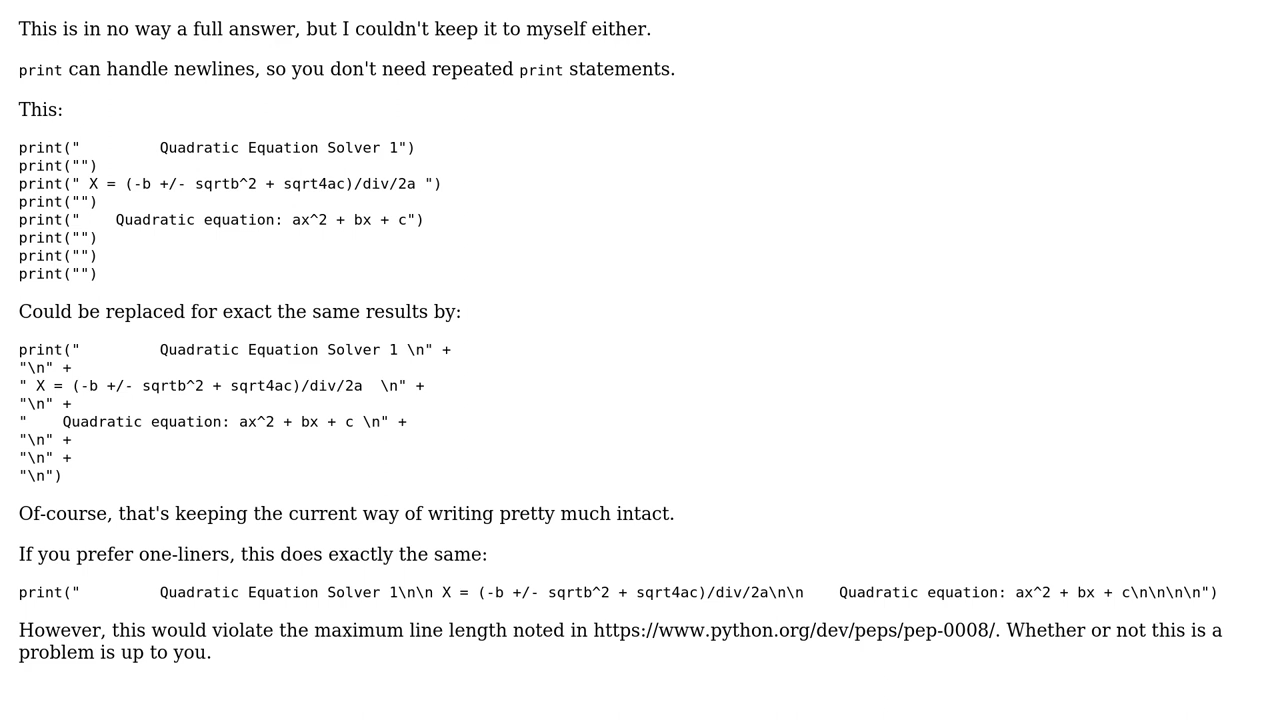 This is in no way a full answer, but I couldn't keep it to myself either.
print can handle newlines, so you don't need repeated print statements.
This:
print("         Quadratic Equation Solver 1")
print("")
print(" X = (-b +/- sqrtb^2 + sqrt4ac)/div/2a ")
print("")
print("    Quadratic equation: ax^2 + bx + c")
print("")
print("")
print("")
Could be replaced for exact the same results by:
print("         Quadratic Equation Solver 1 \n" +
"\n" +
" X = (-b +/- sqrtb^2 + sqrt4ac)/div/2a  \n" +
"\n" +
"    Quadratic equation: ax^2 + bx + c \n" +
"\n" +
"\n" +
"\n")
Of-course, that's keeping the current way of writing pretty much intact.
If you prefer one-liners, this does exactly the same:
print("         Quadratic Equation Solver 1\n\n X = (-b +/- sqrtb^2 + sqrt4ac)/div/2a\n\n    Quadratic equation: ax^2 + bx + c\n\n\n\n")
However, this would violate the maximum line length noted in https://www.python.org/dev/peps/pep-0008/. Whether or not this is a
problem is up to you.